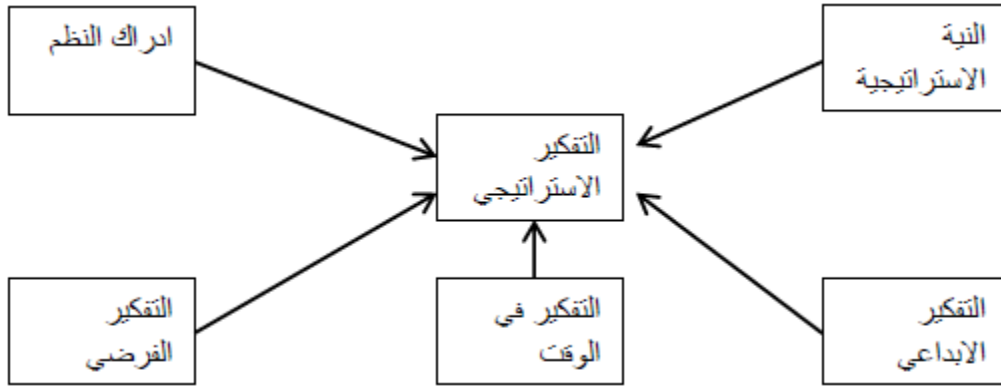 النية
الاستراتيجية
ادراك النظم
التفكير
الاستراتيجي
التفكير
الابداعي
التفكير في
الوقت
التفكير
الفرضي